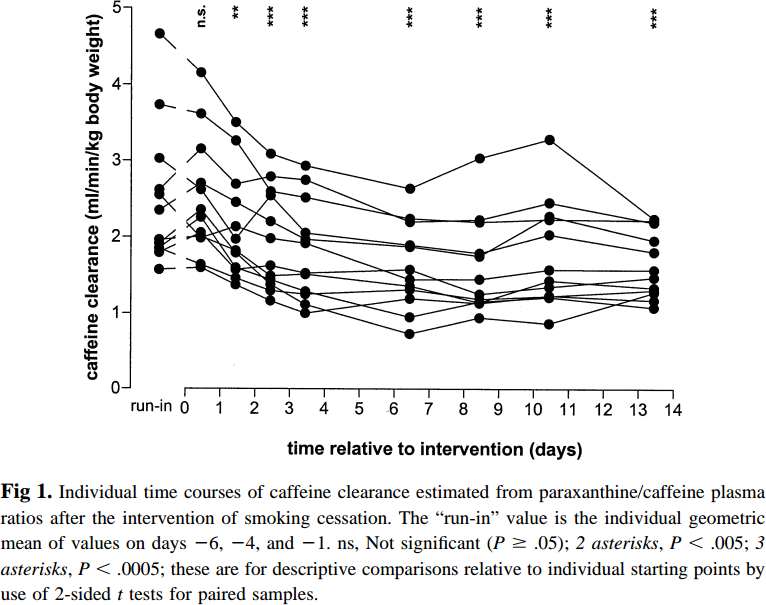 5
4
3
2
1
0
caffeine clearance (ml/min/kg body weight)
n.s. ** *** *** *** *** *** ***
run-in 0 1 2 3 4 5 6 7 8 9 10 11 12 13 14
time relative to intervention (days)
Fig 1. Individual time courses of caffeine clearance estimated from paraxanthine/caffeine plasma
ratios after the intervention of smoking cessation. The “run-in” value is the individual geometric
mean of values on days −6, −4, and −1. ns, Not significant (P ≥ .05); 2 asterisks, P < .005; 3
asterisks, P < .0005; these are for descriptive comparisons relative to individual starting points by
use of 2-sided t tests for paired samples.